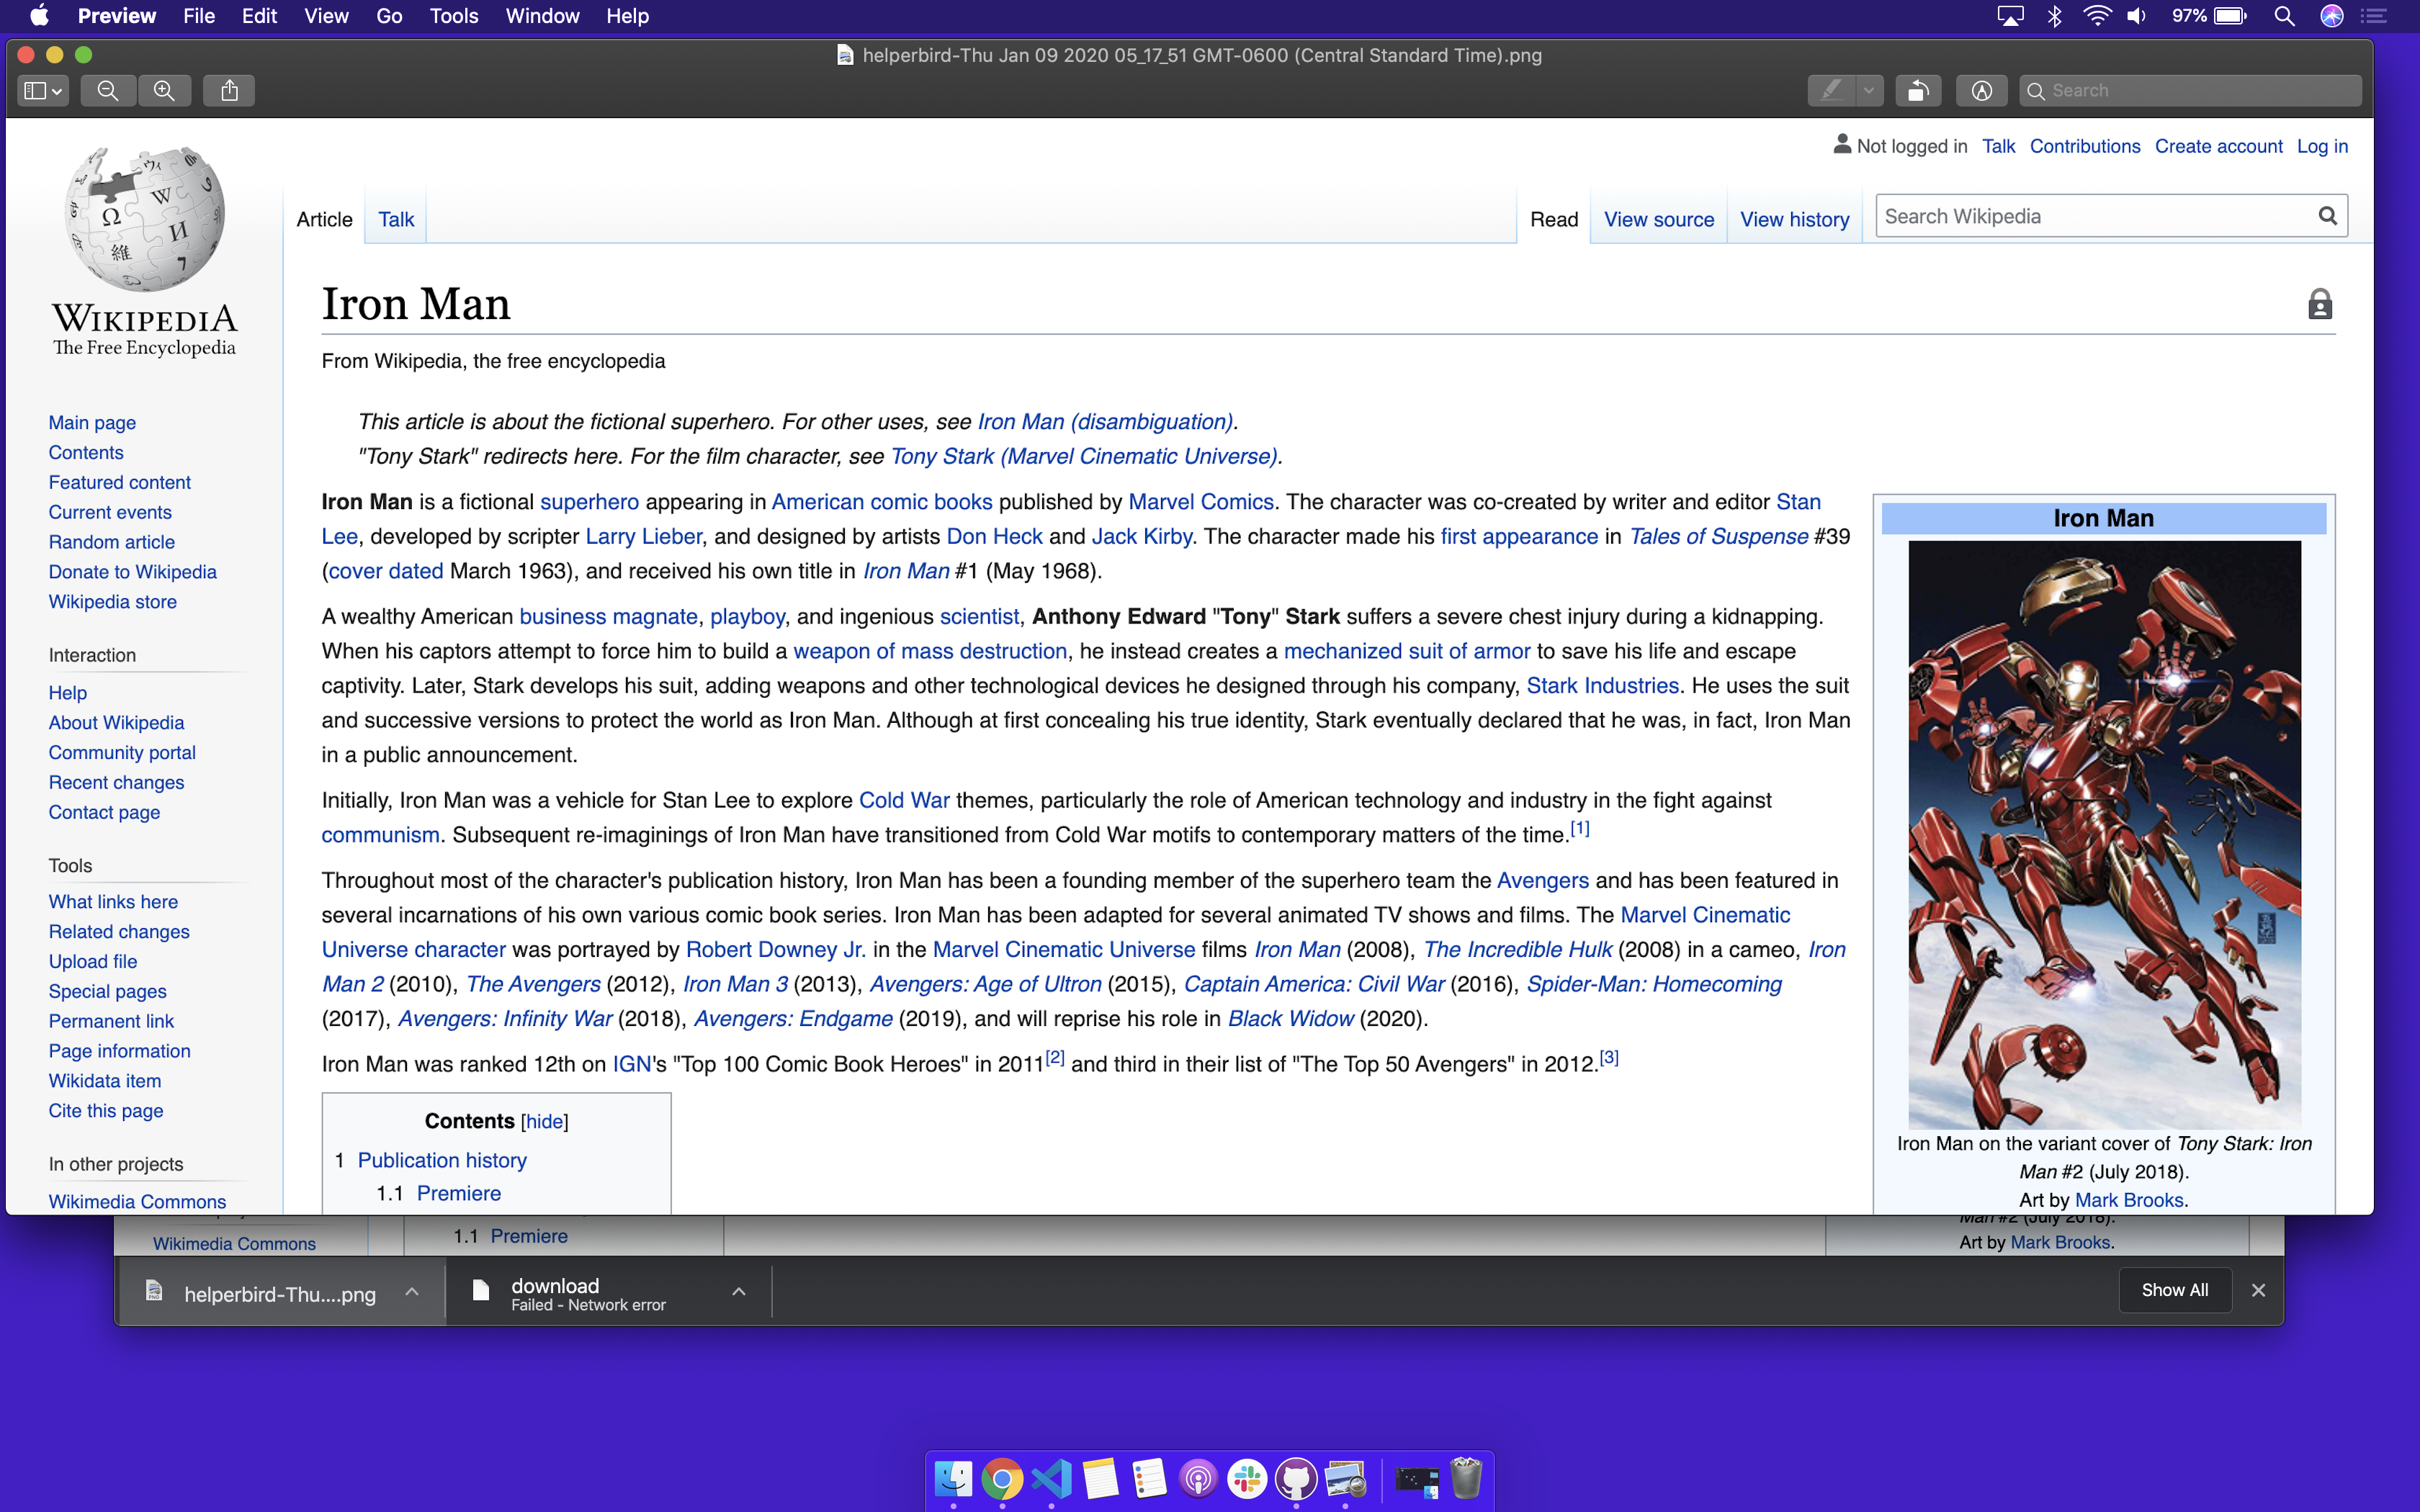 Preview File Edit View Go Tools Window Help 97%
helperbird-Thu Jan 09 2020 05_17_51 GMT-0600 (Central Standard Time).png
Search
Not logged in Talk Contributions Create account Log in
Article Talk Read View source View history Search Wikipedia
WIKIPEDIA
The Free Encyclopedia
Main page
Contents
Featured content
Current events
Random article
Donate to Wikipedia
Wikipedia store
Interaction
Help
About Wikipedia
Community portal
Recent changes
Contact page
Tools
What links here
Related changes
Upload file
Special pages
Permanent link
Page information
Wikidata item
Cite this page
In other projects
Wikimedia Commons
Iron Man
From Wikipedia, the free encyclopedia
This article is about the fictional superhero. For other uses, see Iron Man (disambiguation).
"Tony Stark" redirects here. For the film character, see Tony Stark (Marvel Cinematic Universe).
Iron Man is a fictional superhero appearing in American comic books published by Marvel Comics. The character was co-created by writer and editor Stan
Lee, developed by scripter Larry Lieber, and designed by artists Don Heck and Jack Kirby. The character made his first appearance in Tales of Suspense #39
(cover dated March 1963), and received his own title in Iron Man #1 (May 1968).
A wealthy American business magnate, playboy, and ingenious scientist, Anthony Edward "Tony" Stark suffers a severe chest injury during a kidnapping.
When his captors attempt to force him to build a weapon of mass destruction, he instead creates a mechanized suit of armor to save his life and escape
captivity. Later, Stark develops his suit, adding weapons and other technological devices he designed through his company, Stark Industries. He uses the suit
and successive versions to protect the world as Iron Man. Although at first concealing his true identity, Stark eventually declared that he was, in fact, Iron Man
in a public announcement.
Initially, Iron Man was a vehicle for Stan Lee to explore Cold War themes, particularly the role of American technology and industry in the fight against
communism. Subsequent re-imaginings of Iron Man have transitioned from Cold War motifs to contemporary matters of the time.[1]
Throughout most of the character's publication history, Iron Man has been a founding member of the superhero team the Avengers and has been featured in
several incarnations of his own various comic book series. Iron Man has been adapted for several animated TV shows and films. The Marvel Cinematic
Universe character was portrayed by Robert Downey Jr. in the Marvel Cinematic Universe films Iron Man (2008), The Incredible Hulk (2008) in a cameo, Iron
Man 2 (2010), The Avengers (2012), Iron Man 3 (2013), Avengers: Age of Ultron (2015), Captain America: Civil War (2016), Spider-Man: Homecoming
(2017), Avengers: Infinity War (2018), Avengers: Endgame (2019), and will reprise his role in Black Widow (2020).
Iron Man was ranked 12th on IGN's "Top 100 Comic Book Heroes" in 2011[2] and third in their list of "The Top 50 Avengers" in 2012.[3]
Contents [hide]
1 Publication history
1.1 Premiere
Iron Man
Iron Man on the variant cover of Tony Stark: Iron
Man #2 (July 2018).
Art by Mark Brooks.
Man #2 (July 2018).
Wikimedia Commons 1.1 Premiere Art by Mark Brooks.
helperbird-Thu....png
download
Failed - Network error
Show All